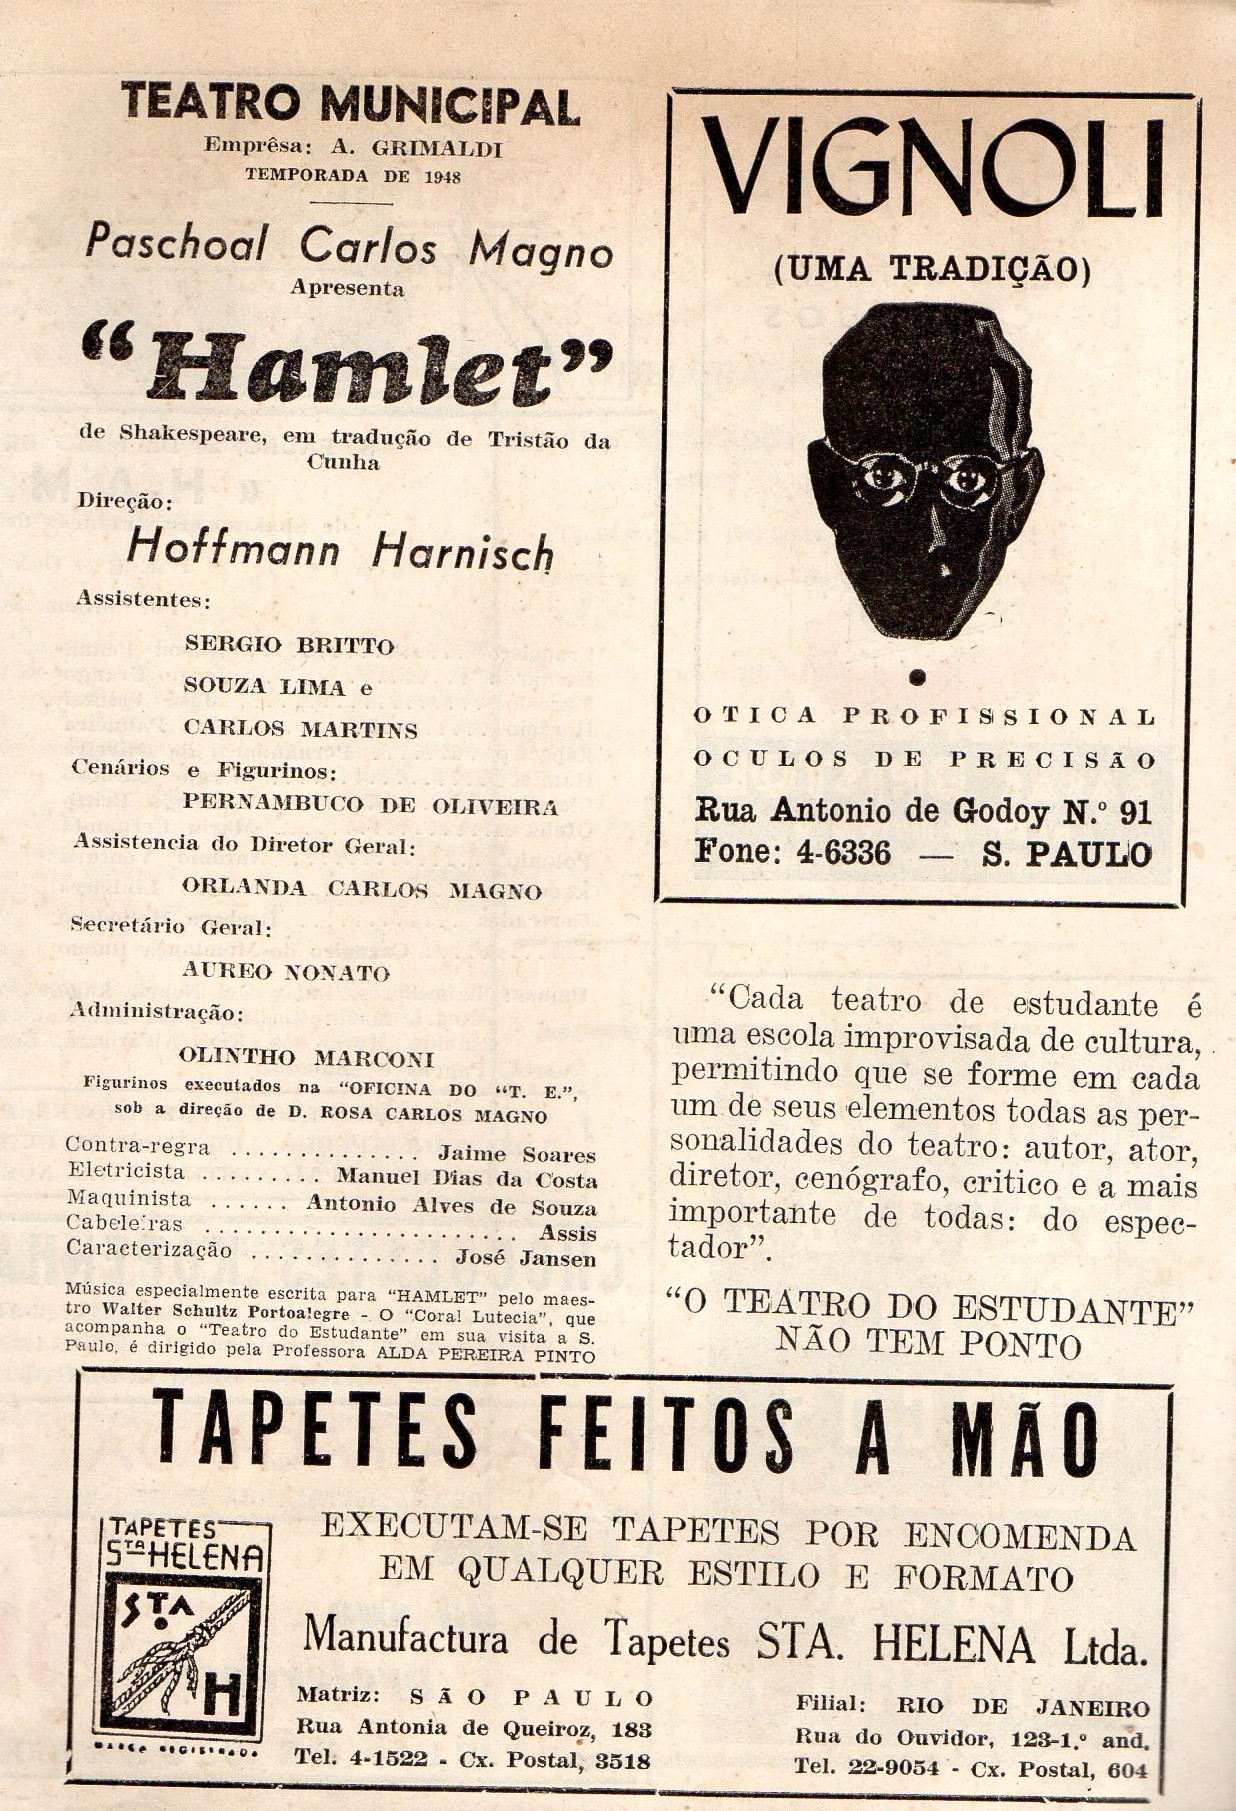 TEATRO MUNICIPAL
Emprêsa: A. GRIMALDI
TEMPORADA DE 1948
Paschoal Carlos Magno
Apresenta
“Hamlet”
de Shakespeare, em tradução de Tristão da
Cunha
Direção:
Hoffmann Harnisch
Assistentes:
SERGIO BRITTO
SOUZA LIMA e
CARLOS MARTINS
Cenários e Figurinos:
PERNAMBUCO DE OLIVEIRA
Assistencia do Diretor Geral:
ORLANDA CARLOS MAGNO
Secretário Geral:
AUREO NONATO
Administração:
OLINTHO MARCONI
Figurinos executados na “OFICINA DO “T. E.”,
sob a direção de D. ROSA CARLOS MAGNO
Contra-regra .............. Jaime Soares
Eletricista ......... Manuel Dias da Costa
Maquinista ...... Antonio Alves de Souza
Cabeleiras ....................... Assis
Caracterização ............. José Jansen
Música especialmente escrita para “HAMLET” pelo maes-
tro Walter Schultz Portoalegre - O “Coral Lutecia”, que
acompanha o “Teatro do Estudante” em sua visita a S.
Paulo, é dirigido pela Professora ALDA PEREIRA PINTO
VIGNOLI
(UMA TRADIÇÃO)
OTICA PROFISSIONAL
OCULOS DE PRECISÃO
Rua Antonio de Godoy N.º 91
Fone: 4-6336 — S. PAULO
“Cada teatro de estudante é
uma escola improvisada de cultura,
permitindo que se forme em cada
um de seus elementos todas as per-
sonalidades do teatro: autor, ator,
diretor, cenógrafo, critico e a mais
importante de todas: do espec-
tador”.
“O TEATRO DO ESTUDANTE”
NÃO TEM PONTO
TAPETES FEITOS A MÃO
TAPETES
STA HELENA
STA
H
MARCA REGISTRADA
EXECUTAM-SE TAPETES POR ENCOMENDA
EM QUALQUER ESTILO E FORMATO
Manufactura de Tapetes STA. HELENA Ltda.
Matriz: SÃO PAULO
Rua Antonia de Queiroz, 183
Tel. 4-1522 - Cx. Postal, 3518
Filial: RIO DE JANEIRO
Rua do Ouvidor, 123-1.º and.
Tel. 22-9054 - Cx. Postal, 604